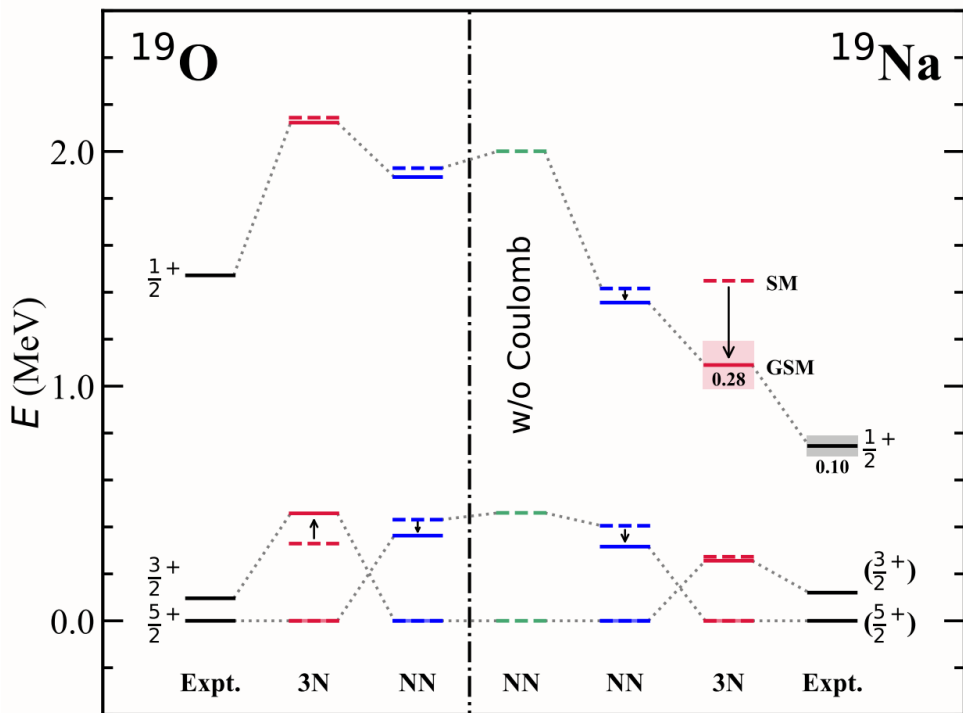 19O
19Na
2.0
1.0
0.0
E (MeV)
1/2+
3/2+
5/2+
w/o Coulomb
SM
GSM
0.28
0.10
1/2+
(3/2+)
(5/2+)
Expt.
3N
NN
NN
NN
3N
Expt.